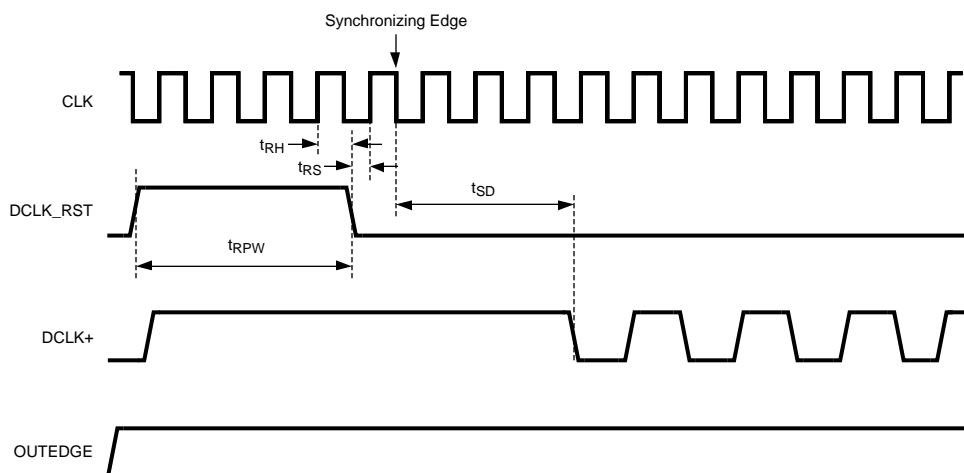 Synchronizing Edge
CLK
tRH
tRS
tSD
DCLK_RST
tRPW
DCLK+
OUTEDGE